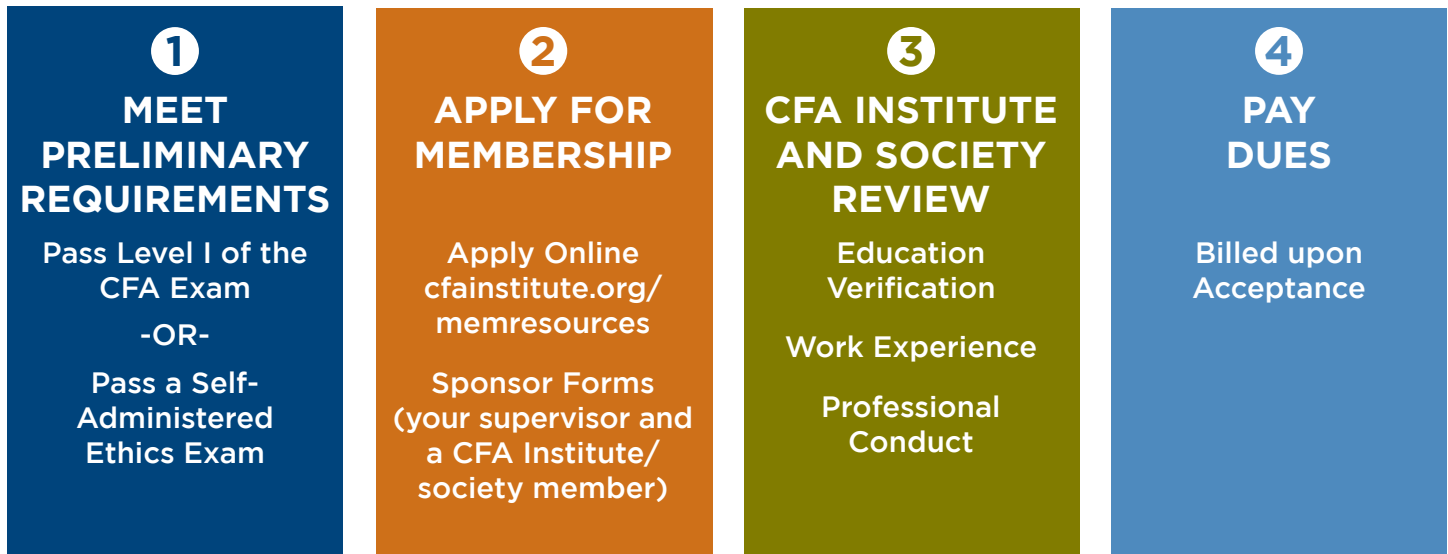 1
MEET
PRELIMINARY
REQUIREMENTS
Pass Level I of the
CFA Exam
-OR-
Pass a Self-
Administered
Ethics Exam
2
APPLY FOR
MEMBERSHIP
Apply Online
cfainstitute.org/
memresources
Sponsor Forms
(your supervisor and
a CFA Institute/
society member)
3
CFA INSTITUTE
AND SOCIETY
REVIEW
Education
Verification
Work Experience
Professional
Conduct
4
PAY
DUES
Billed upon
Acceptance